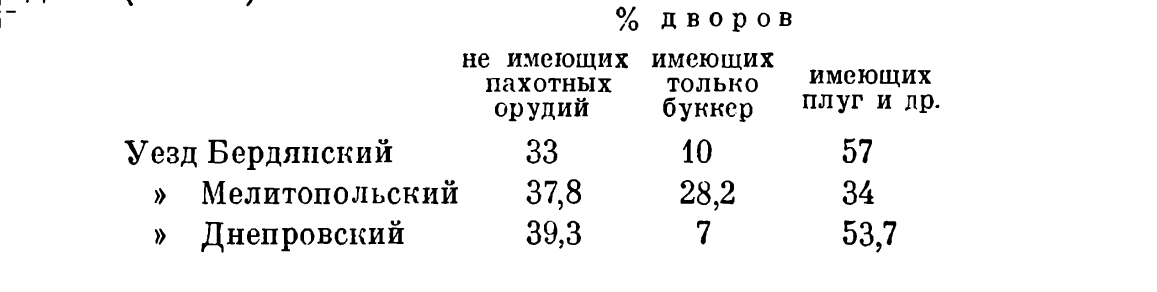 % дворов
не имеющих имеющих имеющих
пахотных только плуг и др.
орудий буккер
Уезд Бердянский 33 10 57
» Мелитопольский 37,8 28,2 34
» Днепровский 39,3 7 53,7